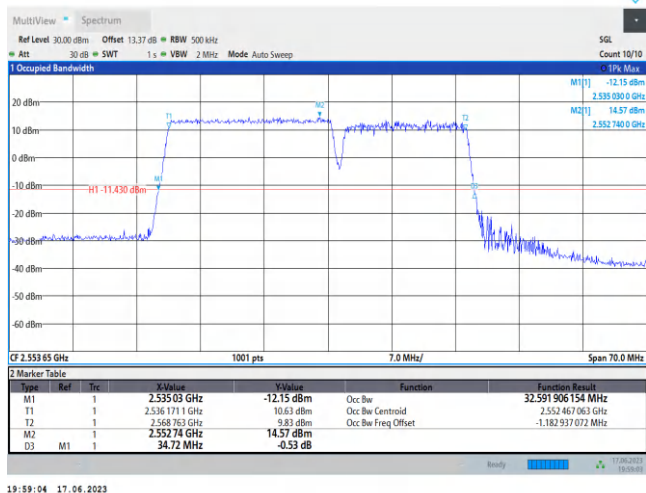 MultiView Spectrum
Ref Level 30.00 dBm Offset 13.37 dB RBW 500 kHz SGL
Att 30 dB SWT 1 s VBW 2 MHz Mode Auto Sweep Count 10/10
1 Occupied Bandwidth 1Pk Max
M1[1] -12.15 dBm
2.535 030 0 GHz
M2[1] 14.57 dBm
2.552 740 0 GHz
20 dBm
M2
T1
T2
10 dBm
0 dBm
M1
-10 dBm
D3
H1 -11.430 dBm
-20 dBm
-30 dBm
-40 dBm
-50 dBm
-60 dBm
CF 2.553 65 GHz 1001 pts 7.0 MHz/ Span 70.0 MHz
2 Marker Table
Type Ref Trc X-Value Y-Value Function Function Result
M1 1 2.535 03 GHz -12.15 dBm Occ Bw 32.591 906 154 MHz
T1 1 2.536 171 1 GHz 10.63 dBm Occ Bw Centroid 2.552 467 063 GHz
T2 1 2.568 763 GHz 9.83 dBm Occ Bw Freq Offset -1.182 937 072 MHz
M2 1 2.552 74 GHz 14.57 dBm
D3 M1 1 34.72 MHz -0.53 dB
Ready 17.06.2023
19:59:03
19:59:04 17.06.2023